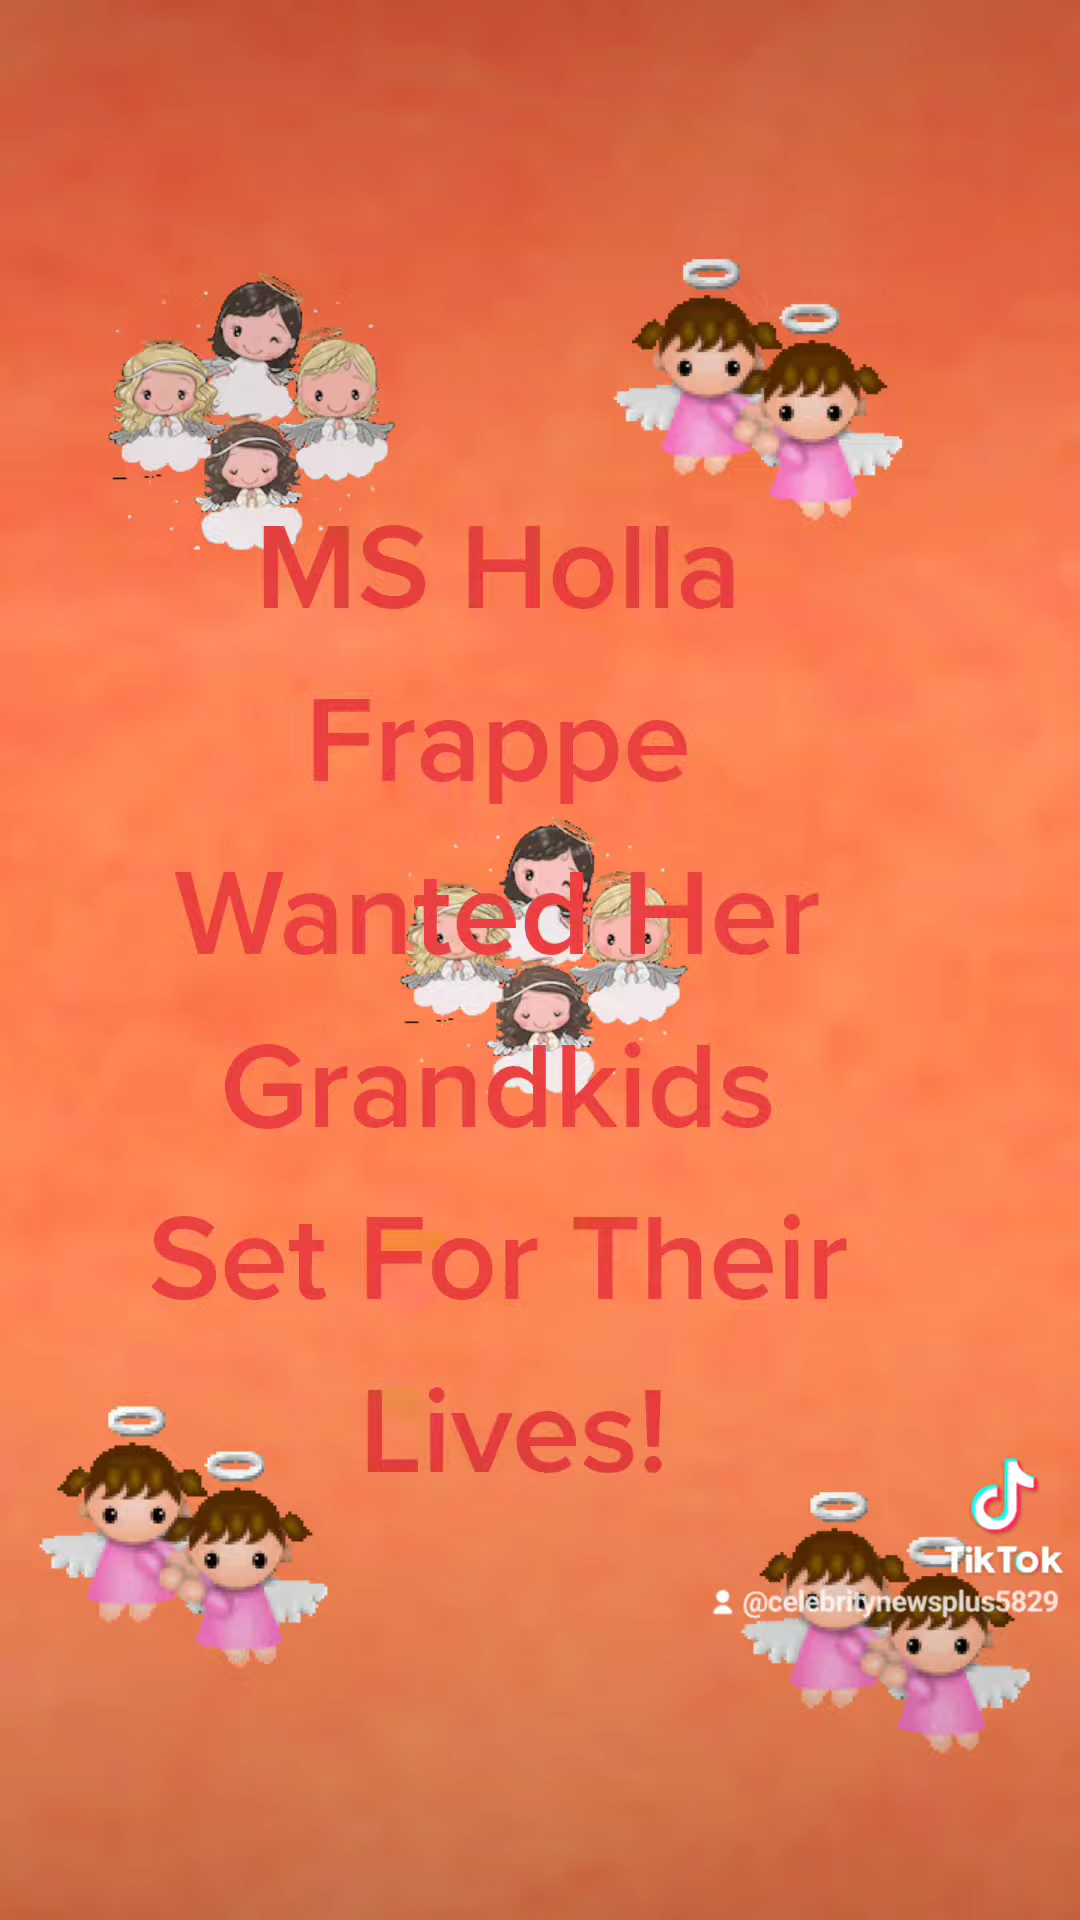 MS Holla
Frappe
Wanted Her
Grandkids
Set For Their
Lives!
TikTok
@celebritynewsplus5829